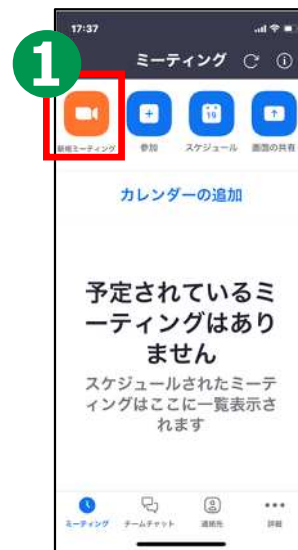 1
17:37
ミーティング
新規ミーティング
参加
19
スケジュール
画面の共有
カレンダーの追加
予定されているミ
ーティングはあり
ません
スケジュールされたミーテ
ィングはここに一覧表示さ
れます
ミーティング
チームチャット
連絡先
詳細